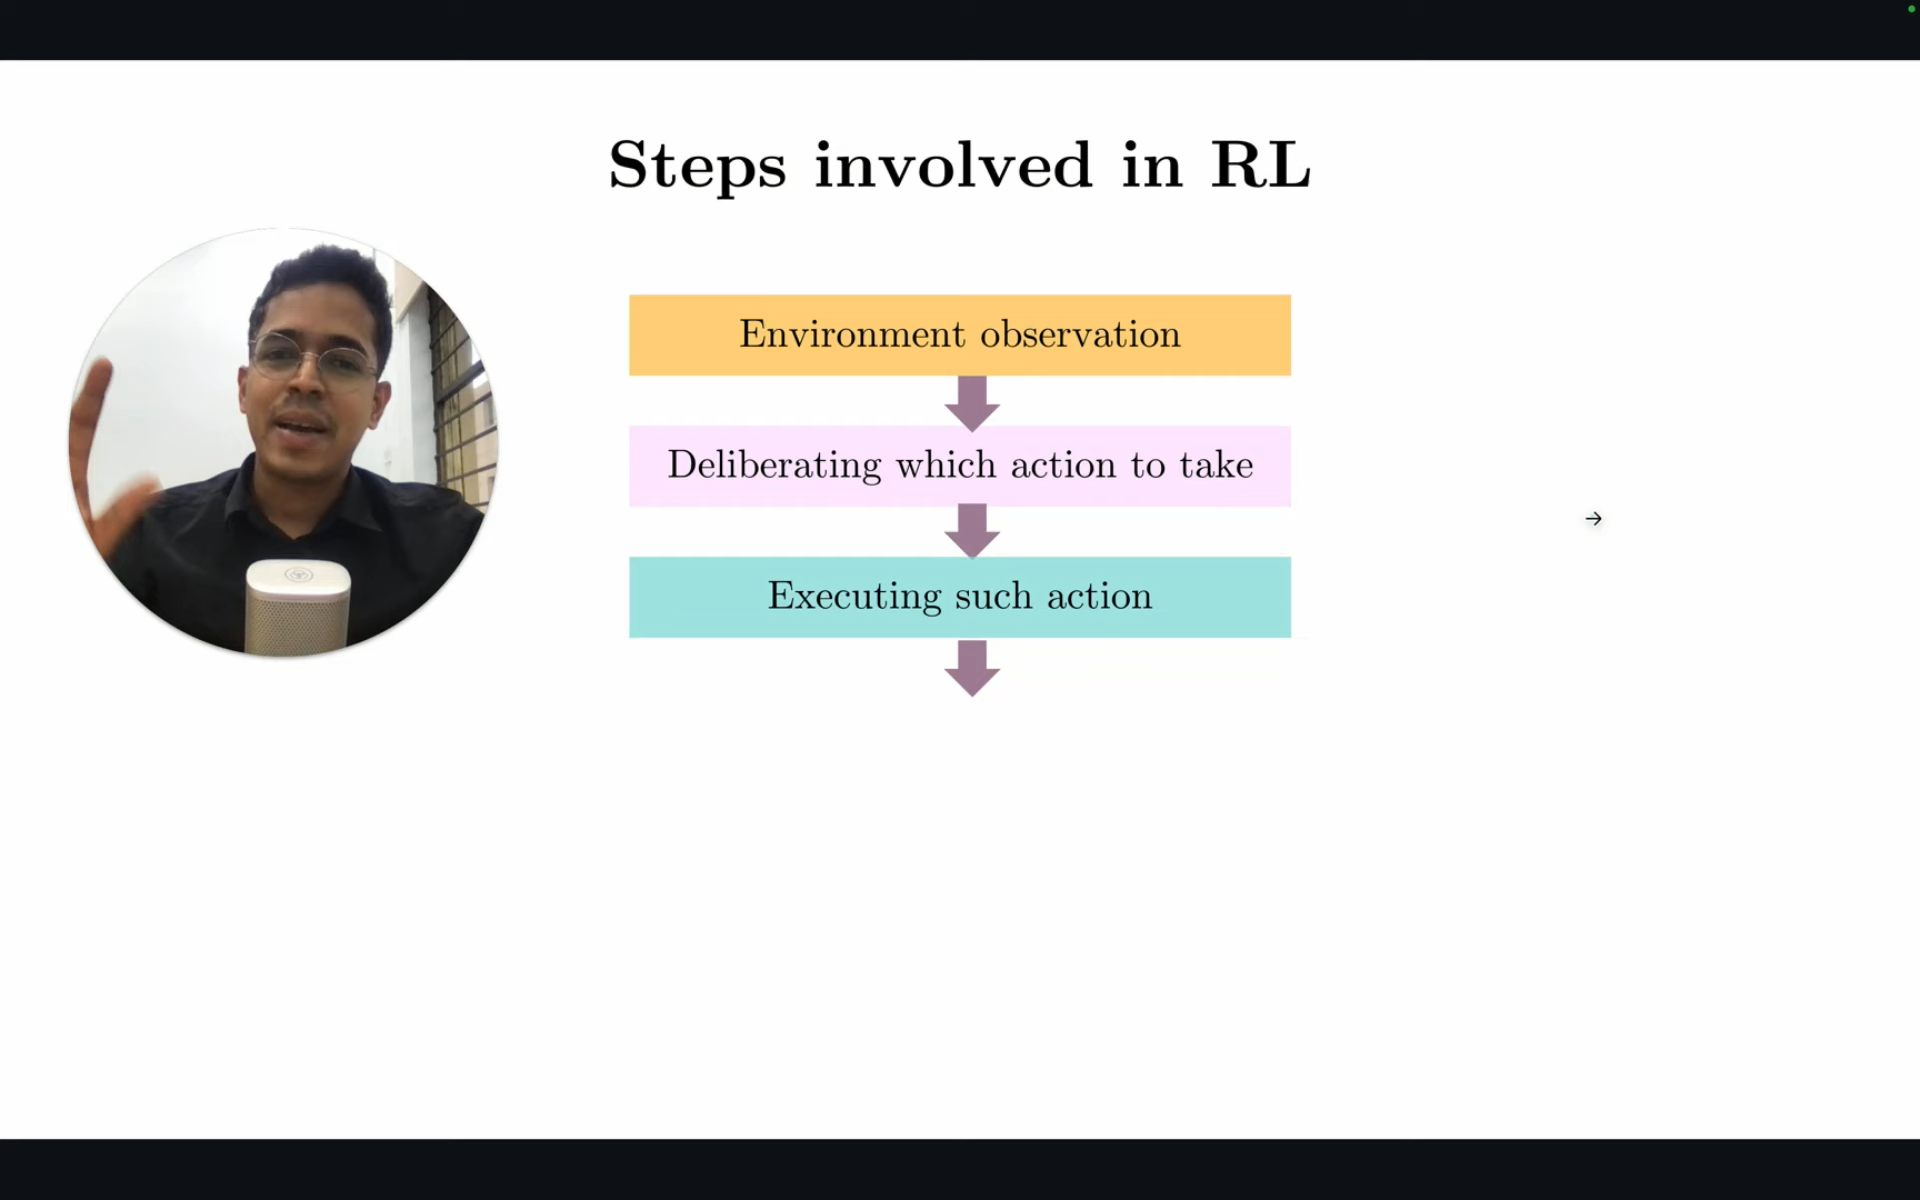 Steps involved in RL
Environment observation
Deliberating which action to take
Executing such action